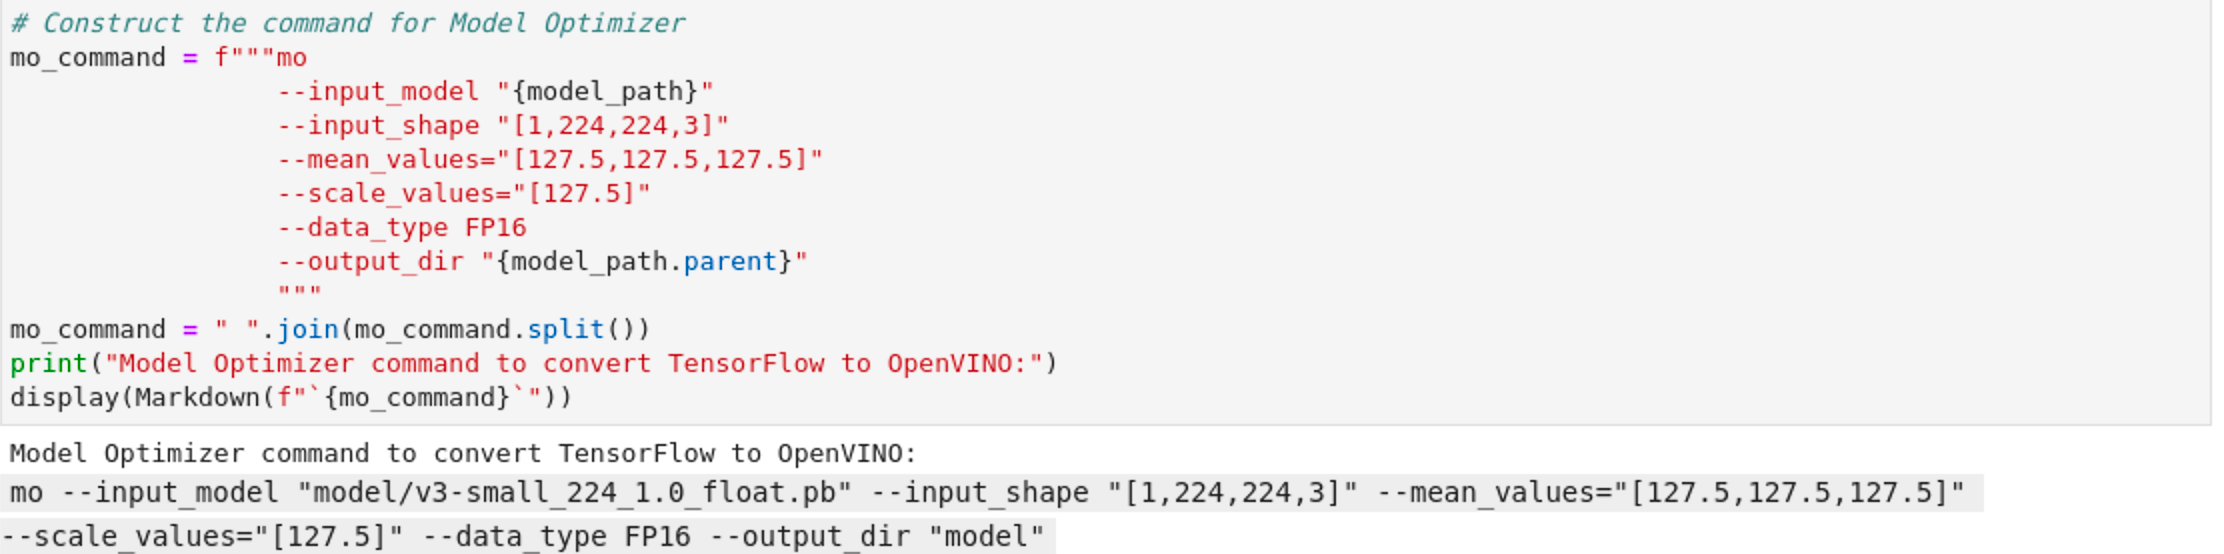 # Construct the command for Model Optimizer
mo_command = f"""mo
--input_model "{model_path}"
--input_shape "[1,224,224,3]"
--mean_values="[127.5,127.5,127.5]"
--scale_values="[127.5]"
--data_type FP16
--output_dir "{model_path.parent}"
"""
mo_command = " ".join(mo_command.split())
print("Model Optimizer command to convert TensorFlow to OpenVINO:")
display(Markdown(f"`{mo_command}`"))
Model Optimizer command to convert TensorFlow to OpenVINO:
mo --input_model "model/v3-small_224_1.0_float.pb" --input_shape "[1,224,224,3]" --mean_values="[127.5,127.5,127.5]"
--scale_values="[127.5]" --data_type FP16 --output_dir "model"